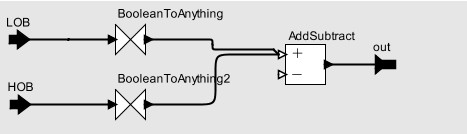 LOB
BooleanToAnything
HOB
BooleanToAnything2
AddSubtract
+
−
out